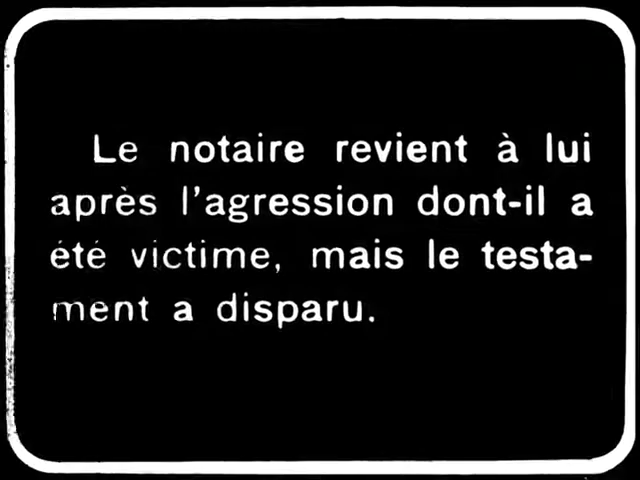 Le notaire revient à lui
après l'agression dont-il a
été victime, mais le testa-
ment a disparu.